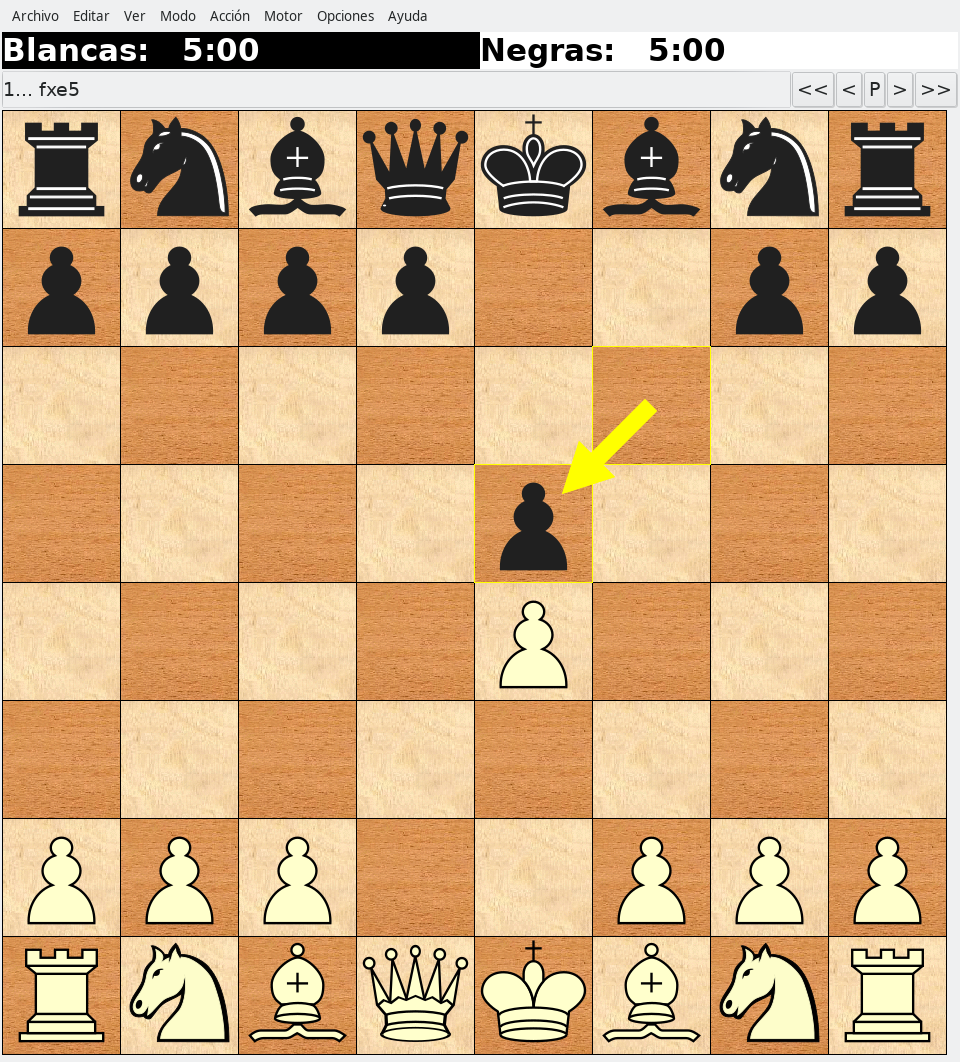 Archivo Editar Ver Modo Acción Motor Opciones Ayuda
Blancas: 5:00 Negras: 5:00
1... fxe5 << < P > >>